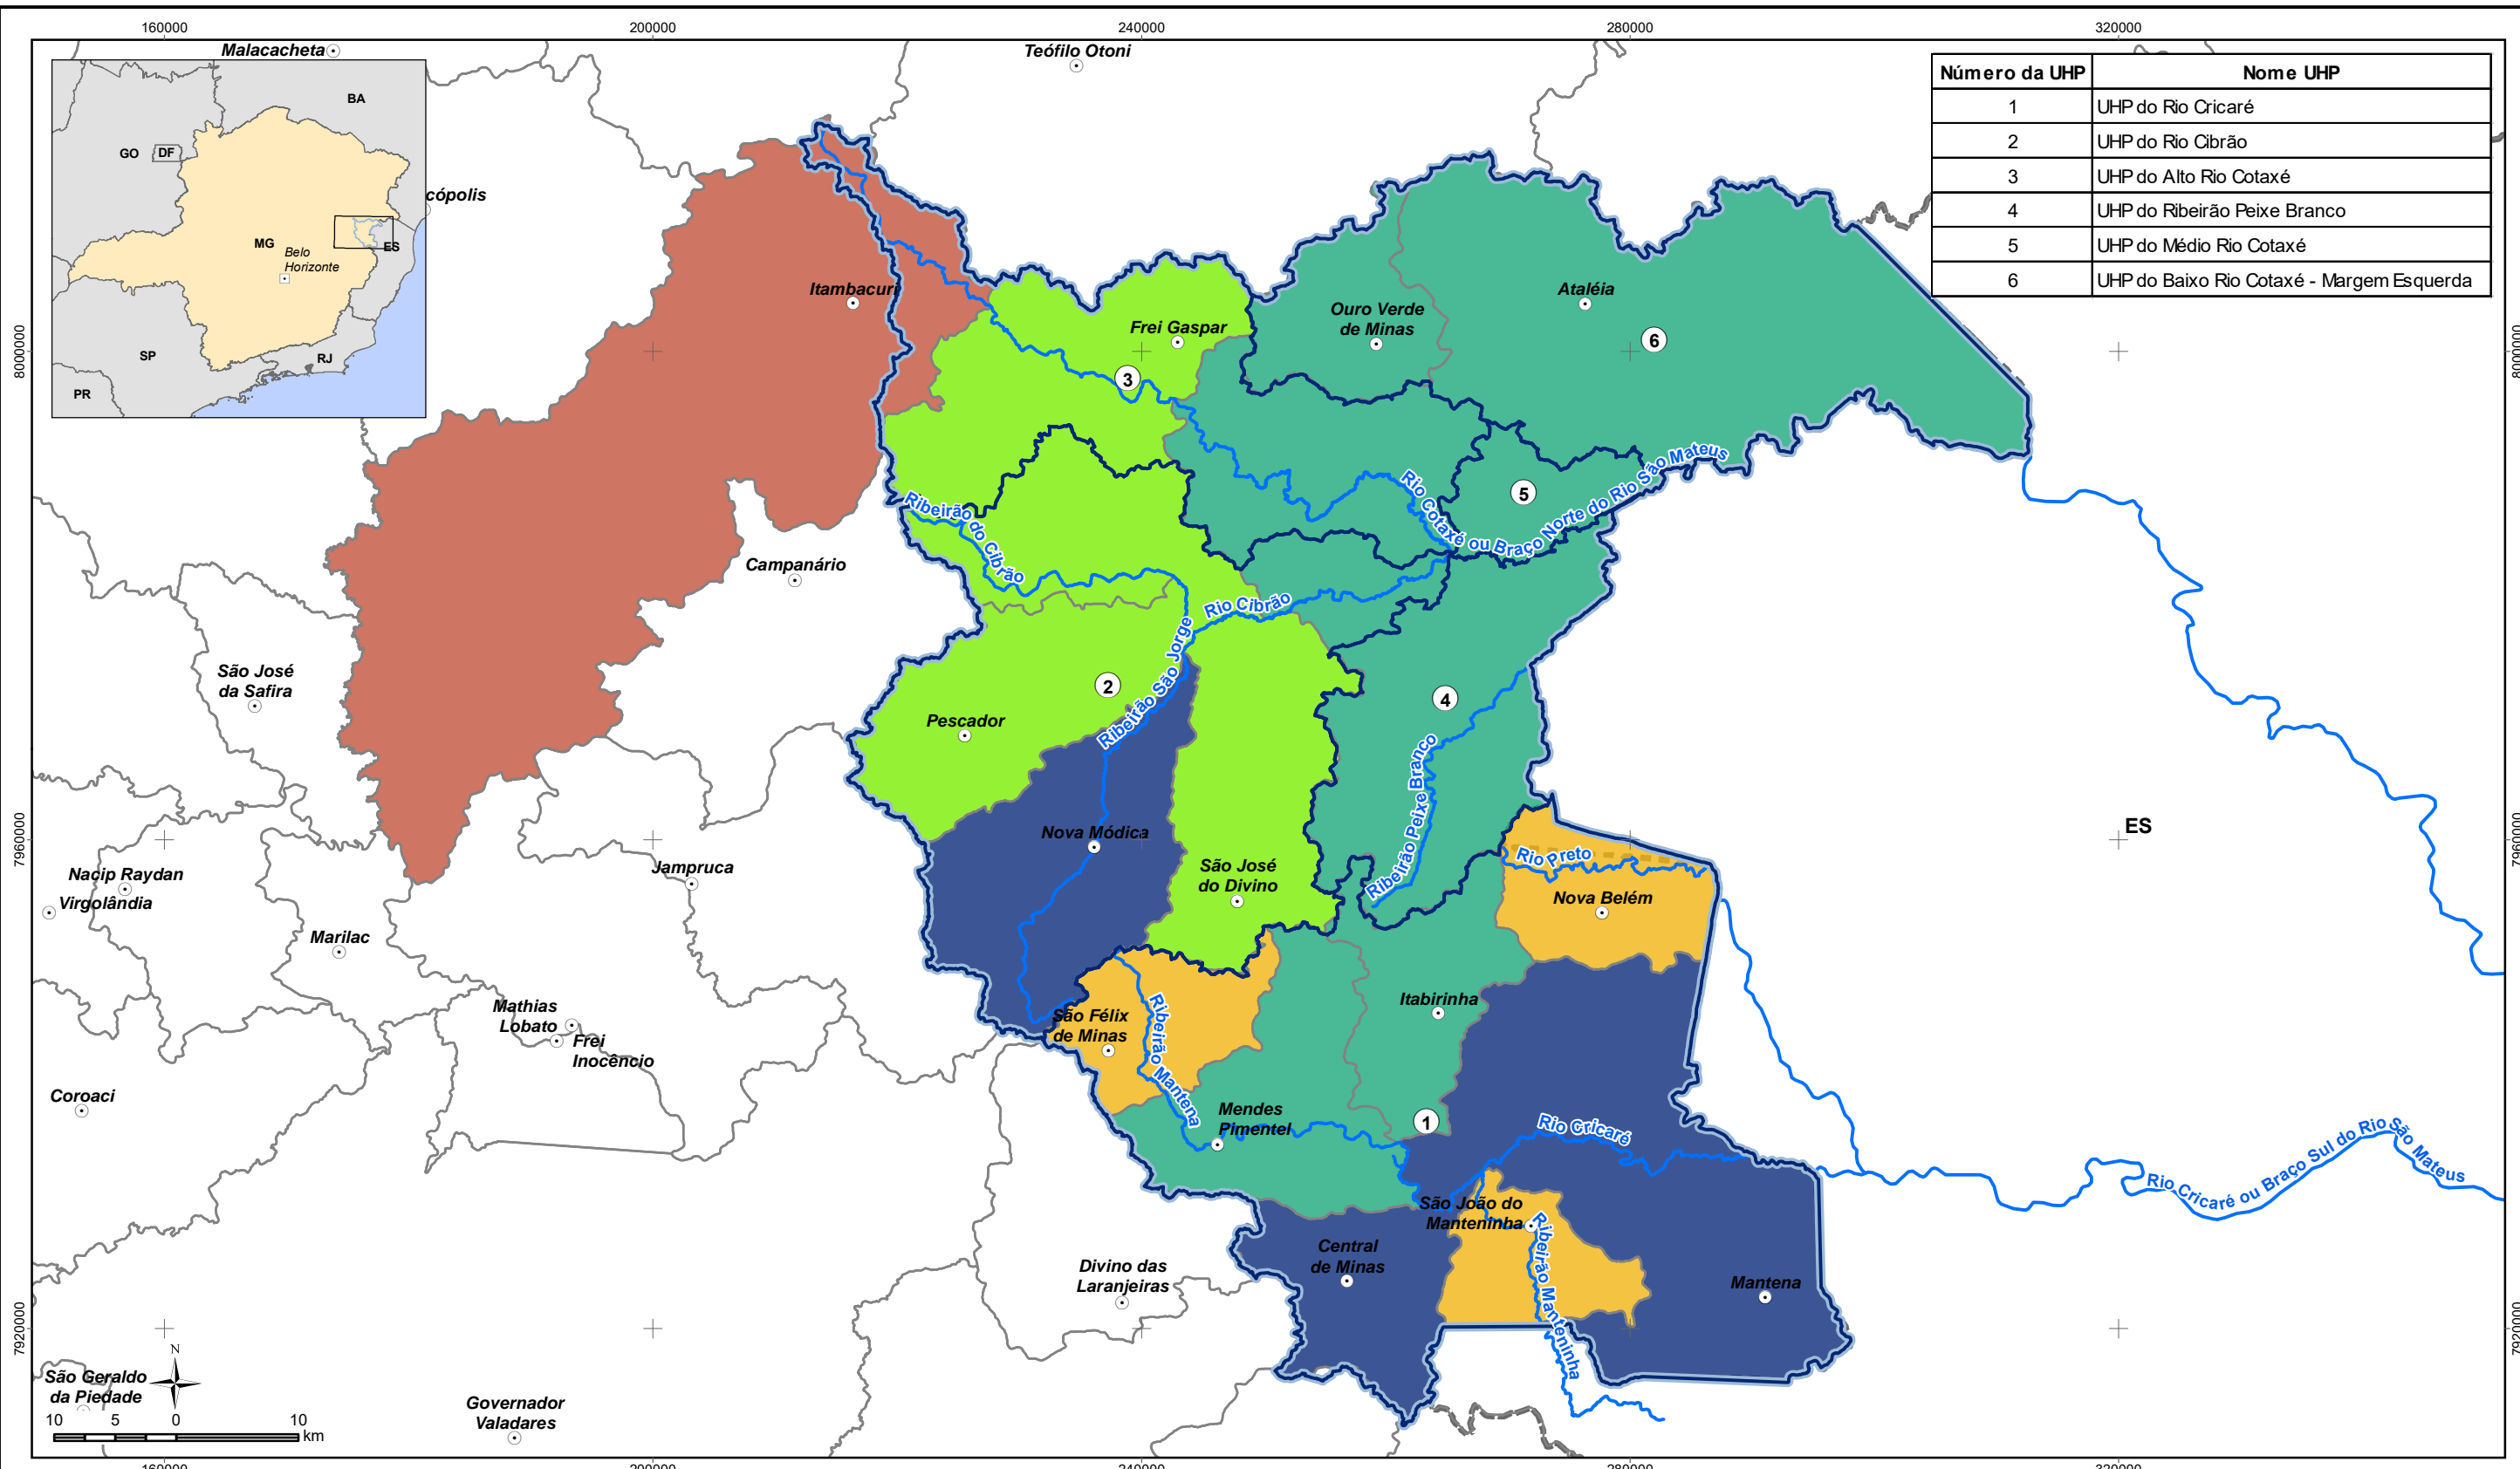 160000
200000
240000
280000
320000
Malacacheta
Teófilo Otoni
Número da UHP
Nome UHP
1
UHP do Rio Cricaré
2
UHP do Rio Cibrão
3
UHP do Alto Rio Cotaxé
4
UHP do Ribeirão Peixe Branco
5
UHP do Médio Rio Cotaxé
6
UHP do Baixo Rio Cotaxé - Margem Esquerda
BA
GO
DF
MG
Belo
Horizonte
ES
SP
RJ
PR
cópolis
Itambacuri
Frei Gaspar
Ouro Verde
de Minas
Ataléia
6
8000000
8000000
3
5
Rio Cotaxé ou Braço Norte do Rio São Mateus
Ribeirão do Cibrão
Campanário
Rio Cibrão
São José
da Safira
Ribeirão São Jorge
2
4
Pescador
Ribeirão Peixe Branco
Nova Módica
7960000
7960000
ES
Rio Preto
São José
do Divino
Nova Belém
Jampruca
Nacip Raydan
Virgolândia
Marilac
Itabirinha
Mathias
Lobato
Frei
Inocêncio
São Félix
de Minas
Ribeirão Mantena
Coroaci
Mendes
Pimentel
1
Rio Cricaré
Rio Cricaré ou Braço Sul do Rio São Mateus
São João do
Manteninha
Ribeirão Manteninha
Central
de Minas
Divino das
Laranjeiras
Mantena
7920000
7920000
N
São Geraldo
da Piedade
Governador
Valadares
10
5
0
10
km
160000
200000
240000
280000
320000